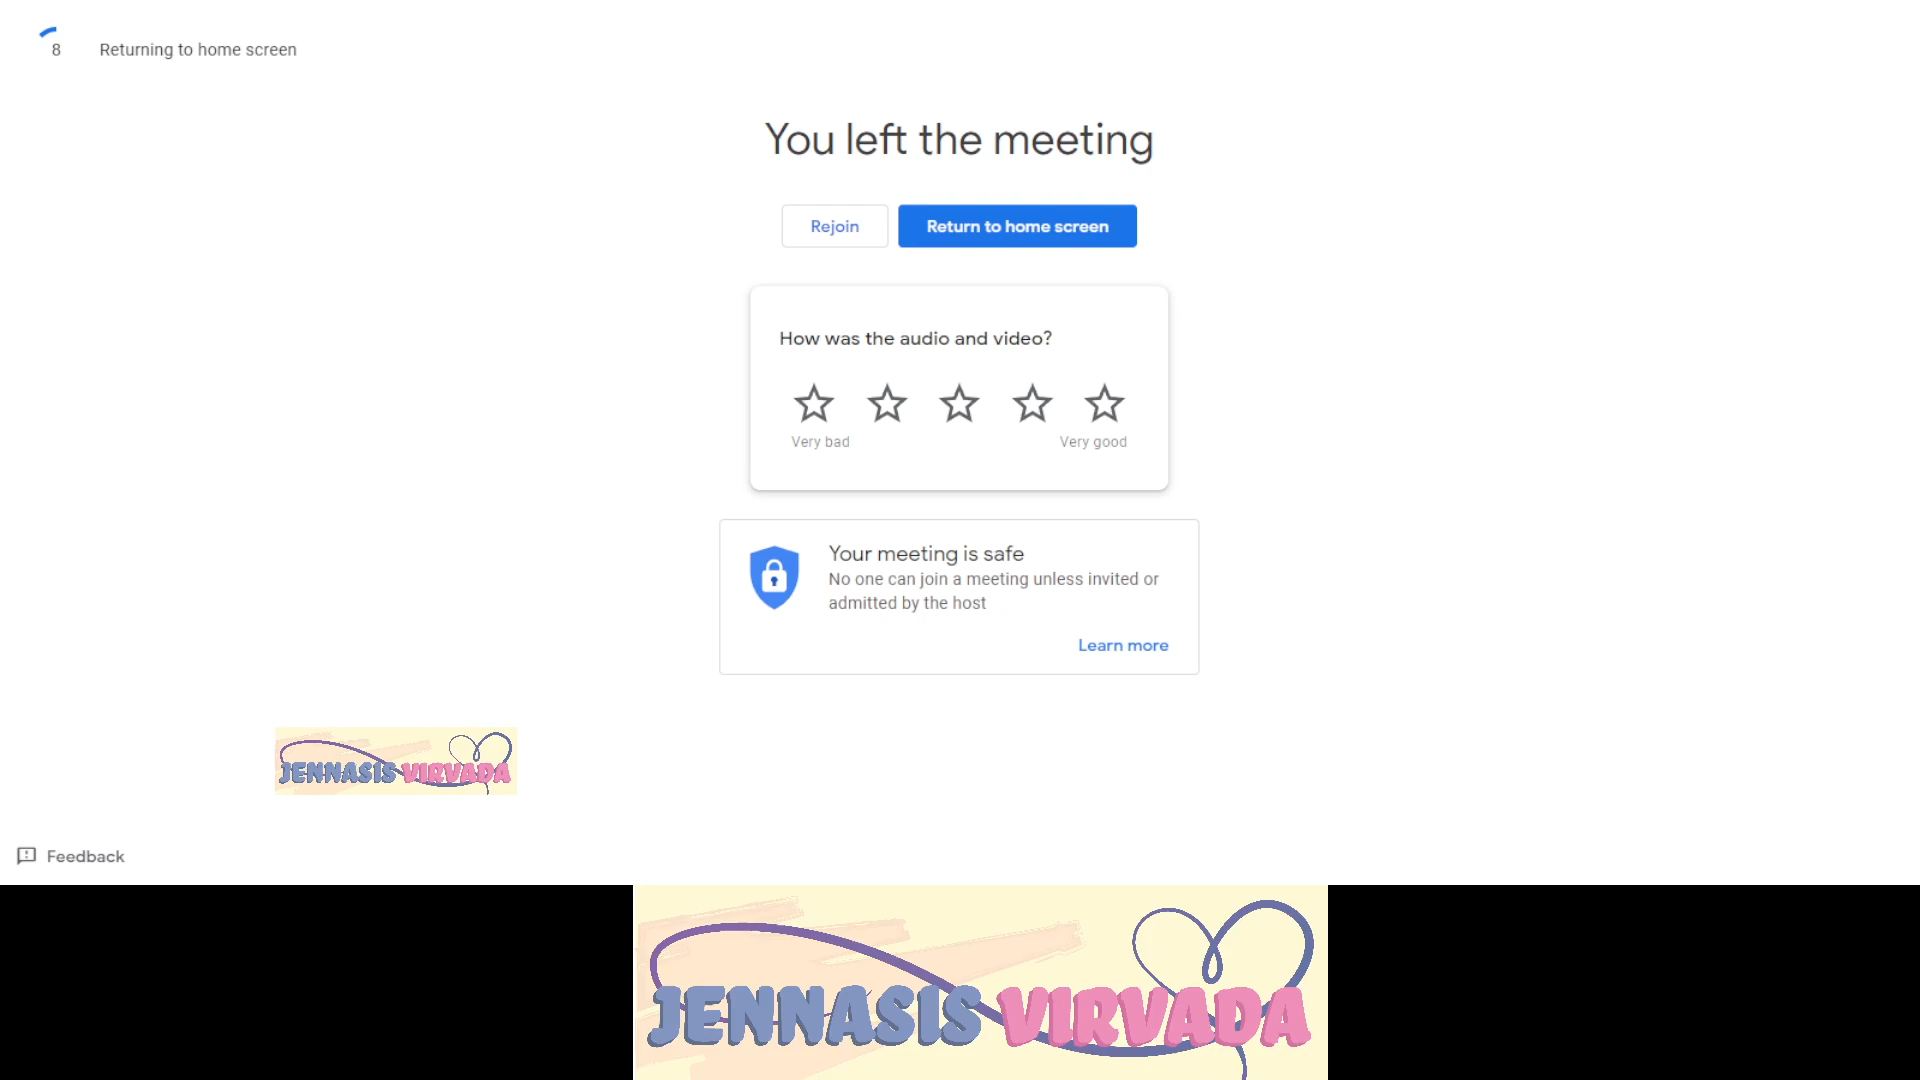 8 Returning to home screen
You left the meeting
Rejoin Return to home screen
How was the audio and video?
Very bad Very good
Your meeting is safe
No one can join a meeting unless invited or
admitted by the host
Learn more
JENNASIS VIRVADA
Feedback
JENNASIS VIRVADA